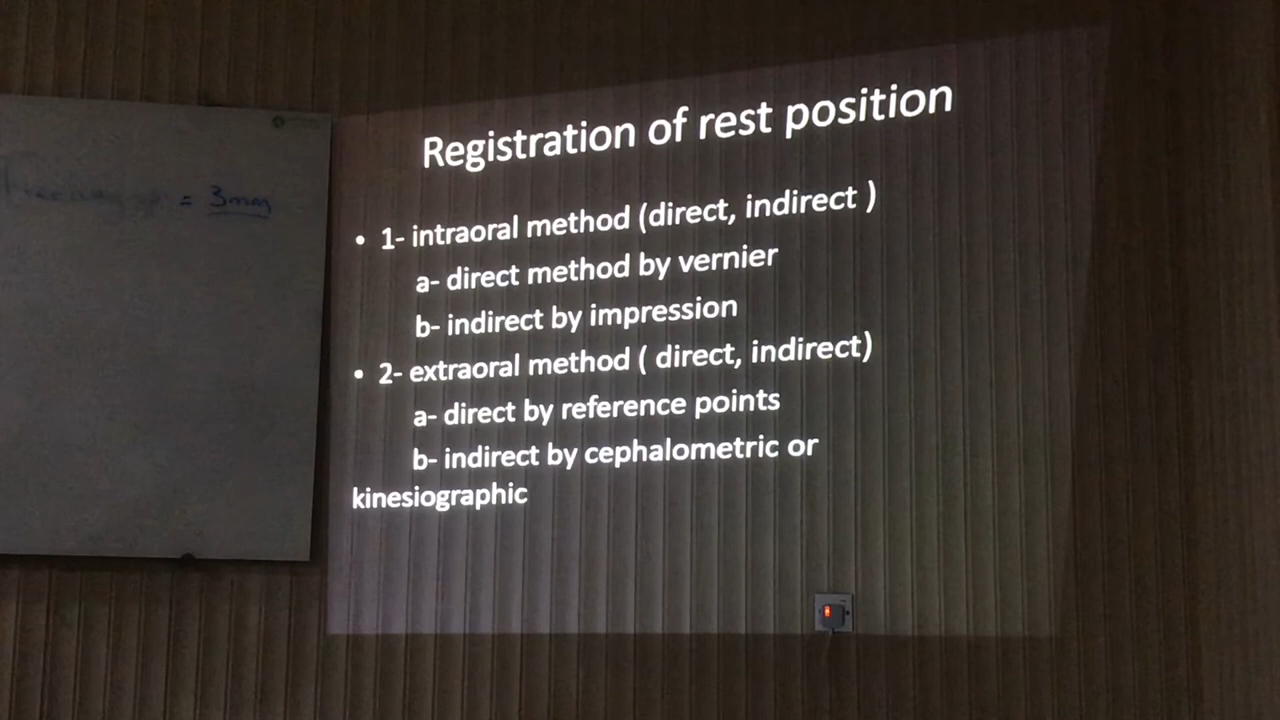 = 3mm
Registration of rest position
• 1- intraoral method (direct, indirect )
a- direct method by vernier
b- indirect by impression
• 2- extraoral method ( direct, indirect)
a- direct by reference points
b- indirect by cephalometric or
kinesiographic